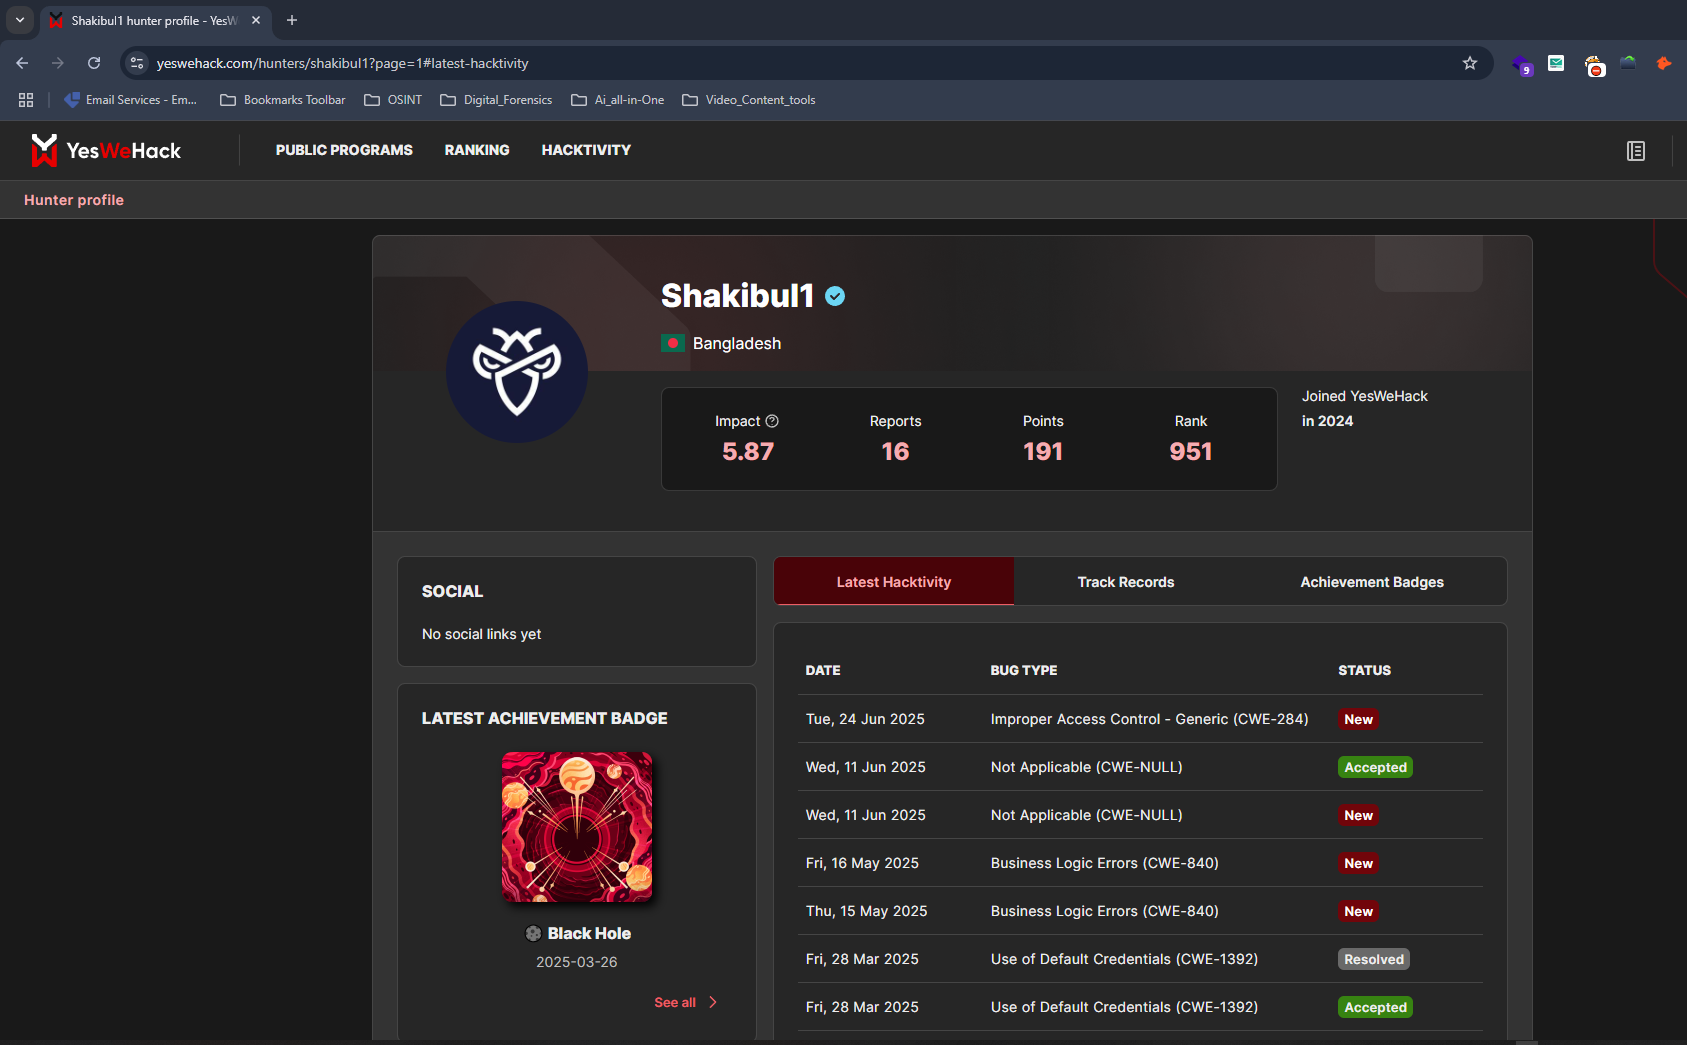 Shakibul1 hunter profile - YesW
yeswehack.com/hunters/shakibul1?page=1#latest-hacktivity
9
Email Services - Em...
Bookmarks Toolbar
OSINT
Digital_Forensics
Ai_all-in-One
Video_Content_tools
YesWeHack
PUBLIC PROGRAMS
RANKING
HACKTIVITY
Hunter profile
Shakibul1
Bangladesh
Impact
Reports
Points
Rank
5.87
16
191
951
Joined YesWeHack
in 2024
SOCIAL
No social links yet
LATEST ACHIEVEMENT BADGE
Black Hole
2025-03-26
See all
Latest Hacktivity
Track Records
Achievement Badges
DATE BUG TYPE STATUS
Tue, 24 Jun 2025 Improper Access Control - Generic (CWE-284) New
Wed, 11 Jun 2025 Not Applicable (CWE-NULL) Accepted
Wed, 11 Jun 2025 Not Applicable (CWE-NULL) New
Fri, 16 May 2025 Business Logic Errors (CWE-840) New
Thu, 15 May 2025 Business Logic Errors (CWE-840) New
Fri, 28 Mar 2025 Use of Default Credentials (CWE-1392) Resolved
Fri, 28 Mar 2025 Use of Default Credentials (CWE-1392) Accepted